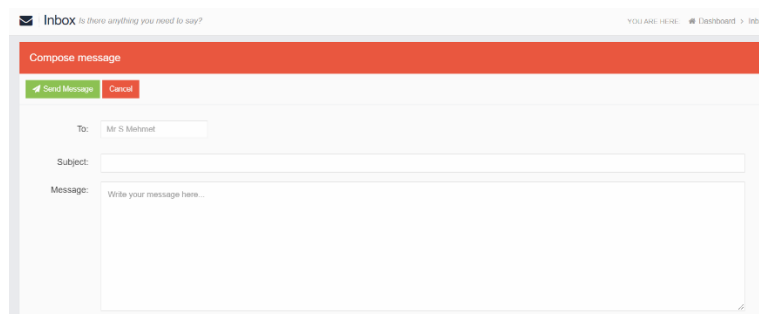 Inbox Is there anything you need to say?
YOU ARE HERE: Dashboard > Inb
Compose message
Send Message Cancel
To: Mr S Mehmet
Subject:
Message: Write your message here...